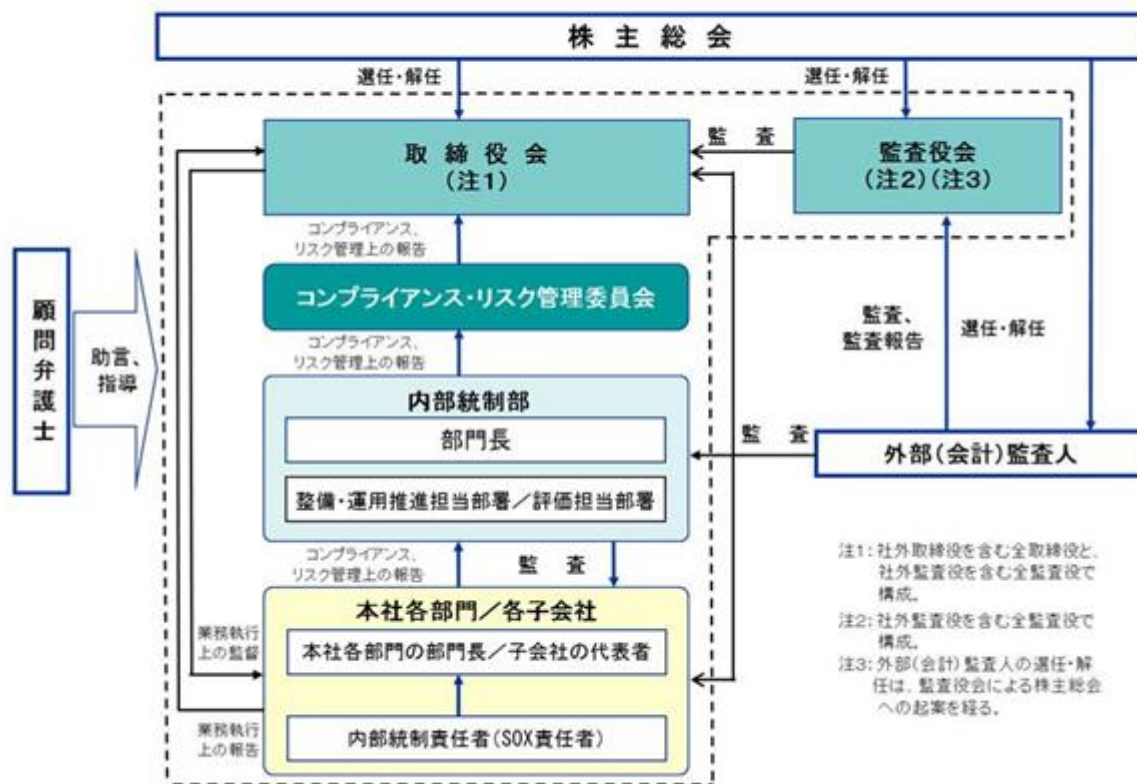 株主総会
選任・解任
選任・解任
取締役会
(注1)
監査
監査役会
(注2)(注3)
コンプライアンス、
リスク管理上の報告
コンプライアンス・リスク管理委員会
顧問弁護士
助言、
指導
監査、
監査報告
選任・解任
コンプライアンス、
リスク管理上の報告
内部統制部
部門長
整備・運用推進担当部署/評価担当部署
監査
外部(会計)監査人
コンプライアンス、
リスク管理上の報告
監査
本社各部門/各子会社
本社各部門の部門長/子会社の代表者
内部統制責任者(SOX責任者)
業務執行
上の監督
業務執行
上の報告
注1:社外取締役を含む全取締役と、
社外監査役を含む全監査役で
構成。
注2:社外監査役を含む全監査役で
構成。
注3:外部(会計)監査人の選任・解
任は、監査役会による株主総会
への起案を経る。